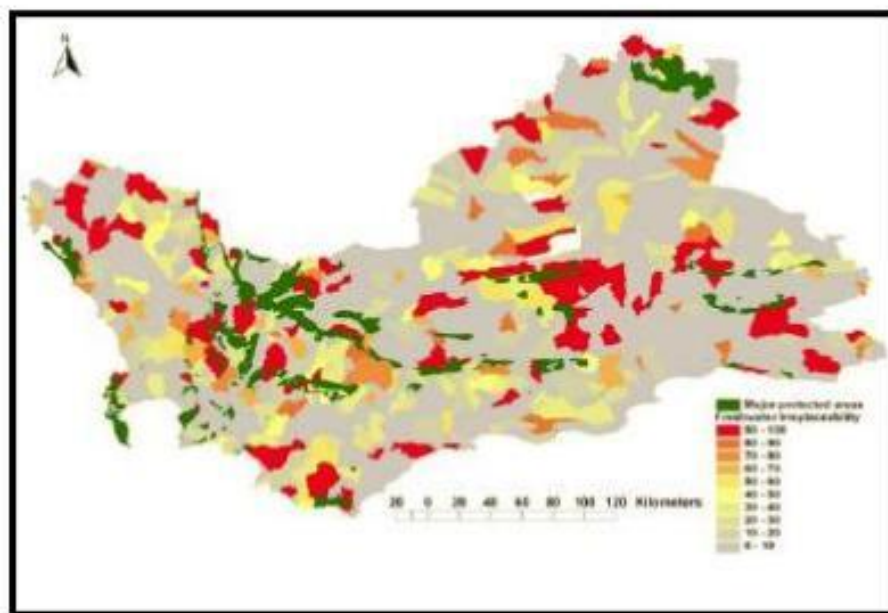 N
Major protected areas
Freshwater Irreplaceability
90 - 100
80 - 90
70 - 80
60 - 70
50 - 60
40 - 50
30 - 40
20 - 30
10 - 20
0 - 10
20 0 20 40 60 80 100 120 Kilometers